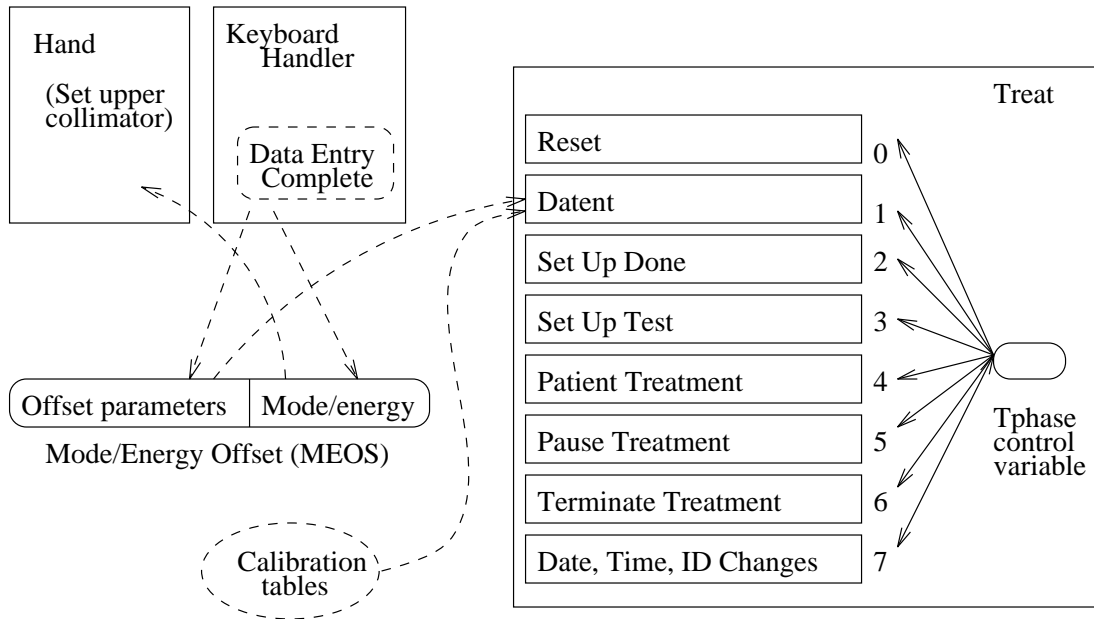 Hand
(Set upper
collimator)
Keyboard
Handler
Data Entry
Complete
Offset parameters
Mode/energy
Mode/Energy Offset (MEOS)
Calibration
tables
Treat
Reset
0
Datent
1
Set Up Done
2
Set Up Test
3
Patient Treatment
4
Pause Treatment
5
Terminate Treatment
6
Date, Time, ID Changes
7
Tphase
control
variable